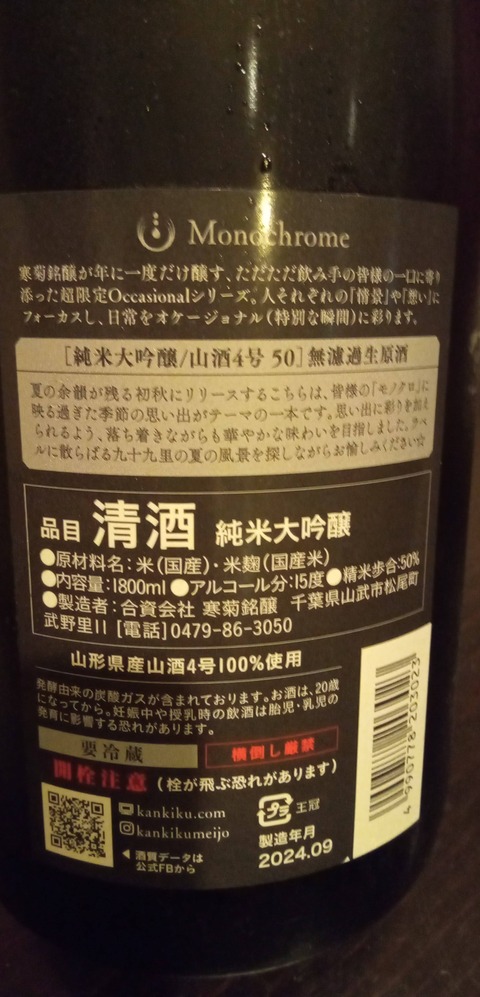 Monochrome
寒菊銘醸が年に一度だけ醸す、ただただ飲み手の皆様の一口に寄り
添った超限定Occasionalシリーズ。人それぞれの『情景』や『想い』に
フォーカスし、日常をオケージョナル(特別な瞬間)に彩ります。
[純米大吟醸/山酒4号 50]無濾過生原酒
夏の余韻が残る初秋にリリースするこちらは、皆様の『モノクロ』に
映る過ぎた季節の思い出がテーマの一本です。思い出に彩りを加え
られるよう、落ち着きながらも華やかな味わいを目指しました。ラベ
ルに散らばる九十九里の夏の風景を探しながらお愉しみください☆
品目 清酒 純米大吟醸
●原材料名:米(国産)・米麹(国産米)
●内容量:1800ml ●アルコール分:15度 ●精米歩合:50%
●製造者:合資会社 寒菊銘醸 千葉県山武市松尾町
武野里11 [電話]0479-86-3050
山形県産山酒4号100%使用
発酵由来の炭酸ガスが含まれております。お酒は、20歳
になってから。妊娠中や授乳時の飲酒は胎児・乳児の
発育に影響する恐れがあります。
要冷蔵 横倒し厳禁
開栓注意(栓が飛ぶ恐れがあります)
kankiku.com
kankikumeijo
◀酒質データは
公式FBから
プラ 王冠
製造年月
2024.09
4 990778 203023